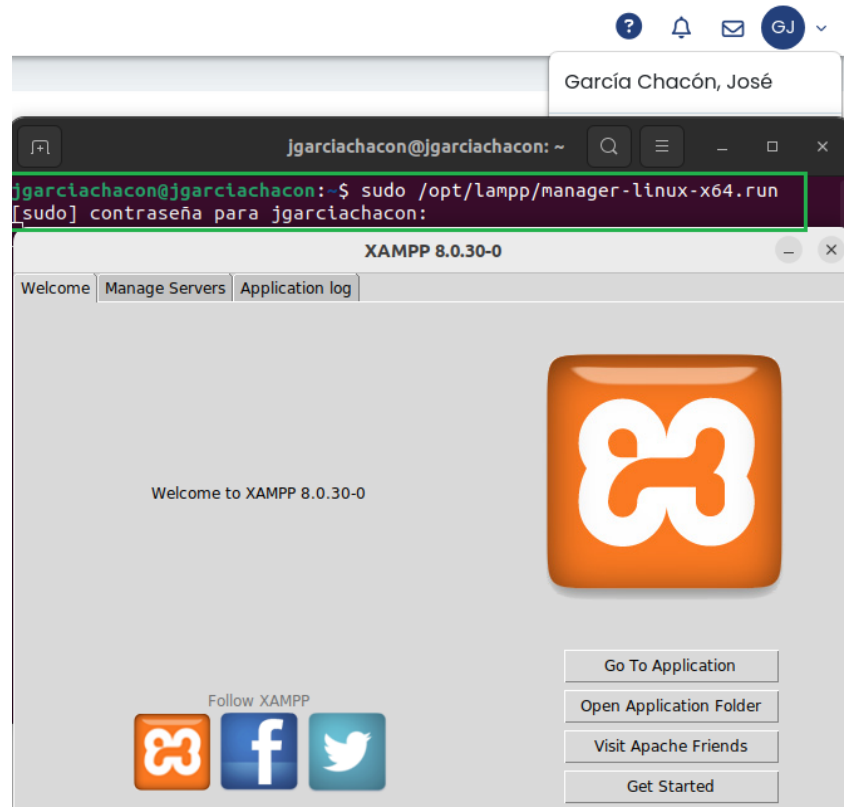 ?
GJ
García Chacón, José
jgarciachacon@jgarciachacon: ~
jgarciachacon@jgarciachacon:~$ sudo /opt/lampp/manager-linux-x64.run
[sudo] contraseña para jgarciachacon:
XAMPP 8.0.30-0
Welcome Manage Servers Application log
Welcome to XAMPP 8.0.30-0
Go To Application
Follow XAMPP
Open Application Folder
Visit Apache Friends
Get Started